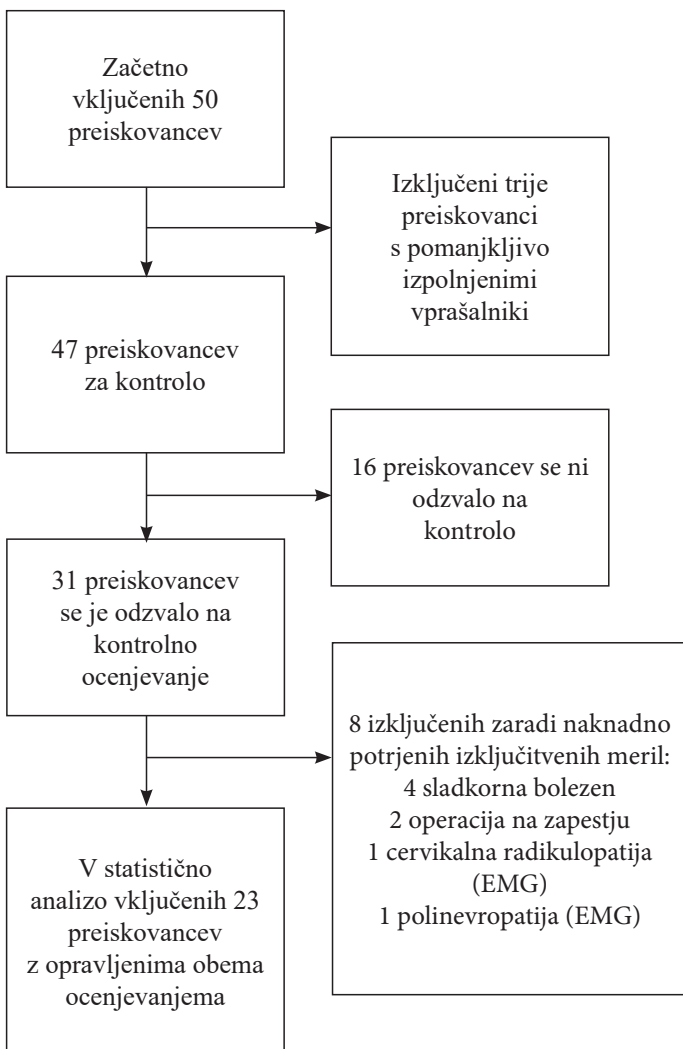 Začetno
vključenih 50
preiskovancev
Izključeni trije
preiskovanci
s pomanjkljivo
izpolnjenimi
vprašalniki
47 preiskovancev
za kontrolo
16 preiskovancev se ni
odzvalo na
kontrolo
31 preiskovancev
se je odzvalo na
kontrolno
ocenjevanje
8 izključenih zaradi naknadno
potrjenih izključitvenih meril:
4 sladkorna bolezen
2 operacija na zapestju
1 cervikalna radikulopatija
(EMG)
1 polinevropatija (EMG)
V statistično
analizo vključenih 23
preiskovancev
z opravljenima obema
ocenjevanjema